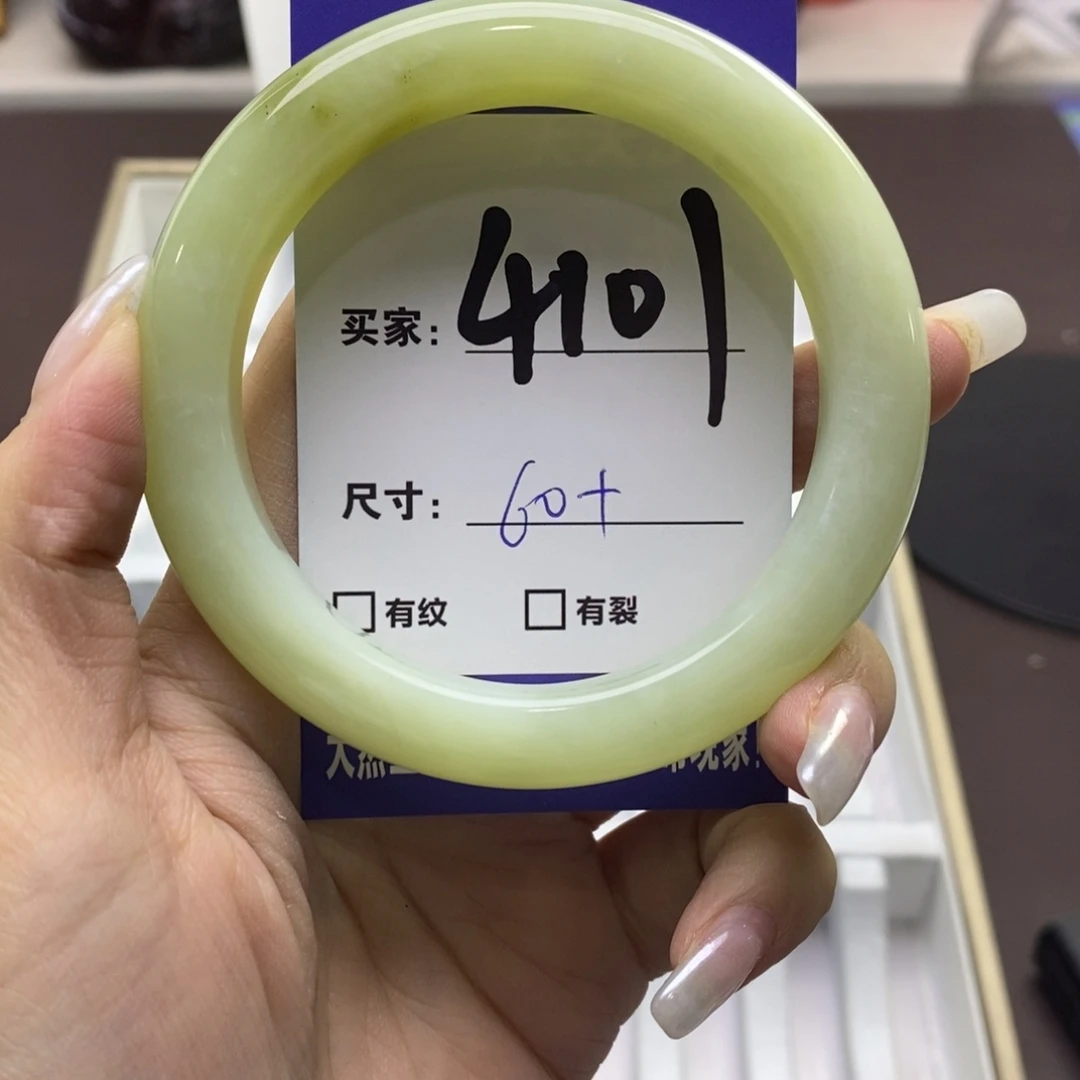 买家: 4101
尺寸: 60+
□有纹 □有裂